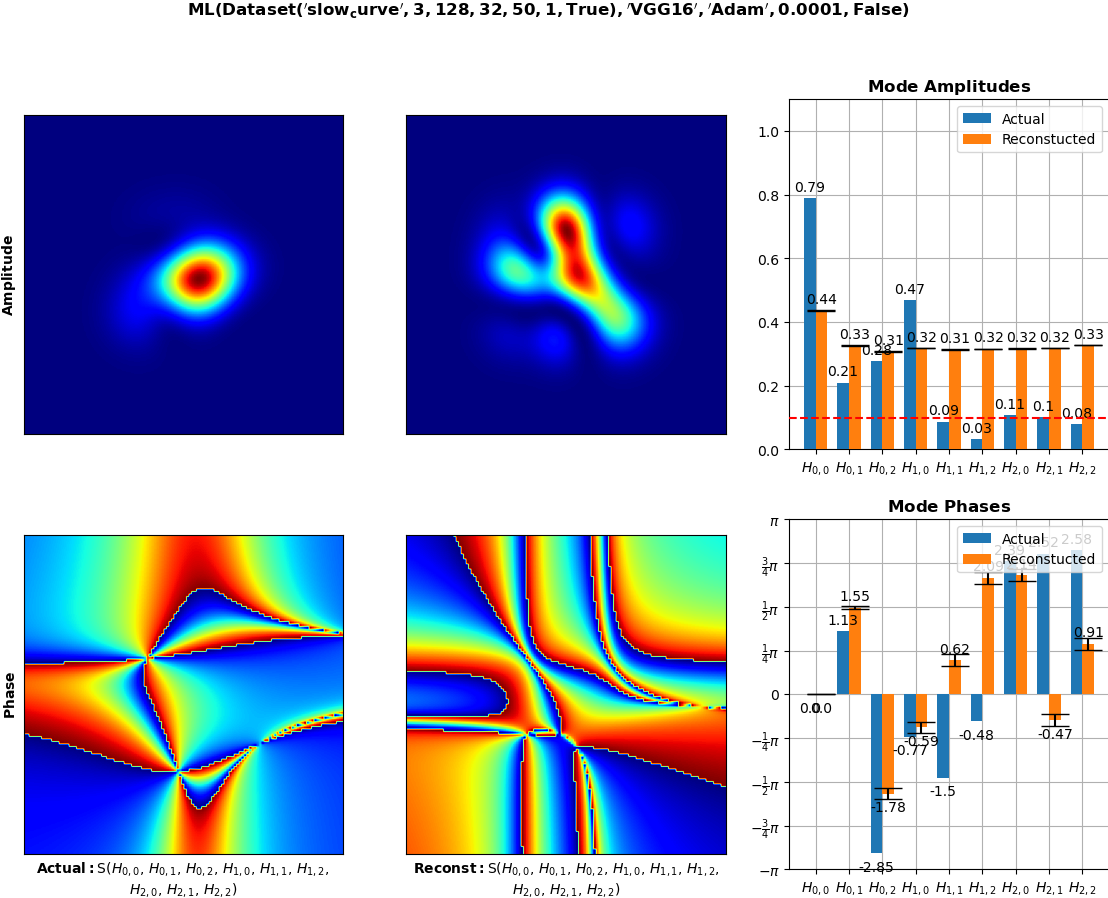 ML(Dataset('slow_curve', 3, 128, 32, 50, 1, True), 'VGG16', 'Adam', 0.0001, False)
Amplitude
Mode Amplitudes
Actual
Reconstucted
1.0
0.8
0.6
0.4
0.2
0.0
0.79
0.44
0.21
0.33
0.28
0.31
0.47
0.32
0.09
0.31
0.03
0.32
0.11
0.32
0.1
0.32
0.08
0.33
H0,0 H0,1 H0,2 H1,0 H1,1 H1,2 H2,0 H2,1 H2,2
Phase
Mode Phases
Actual
Reconstucted
π
3/4π
1/2π
1/4π
0
−1/4π
−1/2π
−3/4π
−π
0.0
0.0
1.13
1.55
-2.85
-1.78
-0.77
-0.59
-1.5
0.62
-0.48
2.09
2.39
2.52
-0.47
2.58
0.91
H0,0 H0,1 H0,2 H1,0 H1,1 H1,2 H2,0 H2,1 H2,2
Actual: S(H0,0, H0,1, H0,2, H1,0, H1,1, H1,2,
H2,0, H2,1, H2,2)
Reconst: S(H0,0, H0,1, H0,2, H1,0, H1,1, H1,2,
H2,0, H2,1, H2,2)